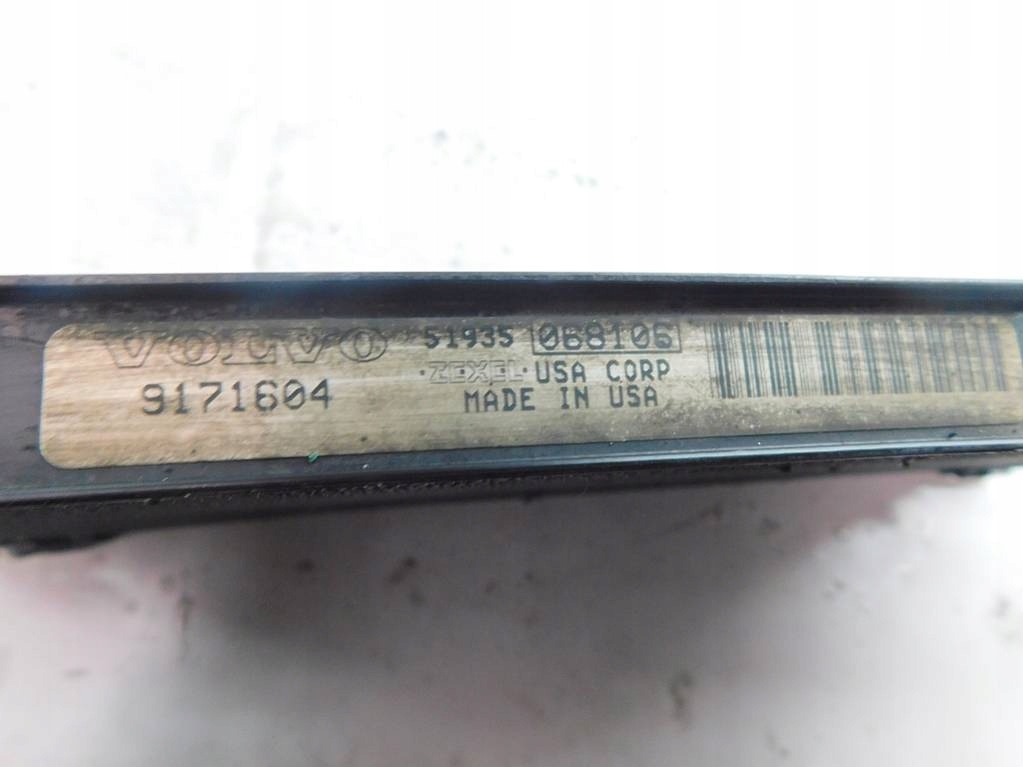 VOLVO 51935 068106
9171604 ·ZEXEL· USA CORP
MADE IN USA